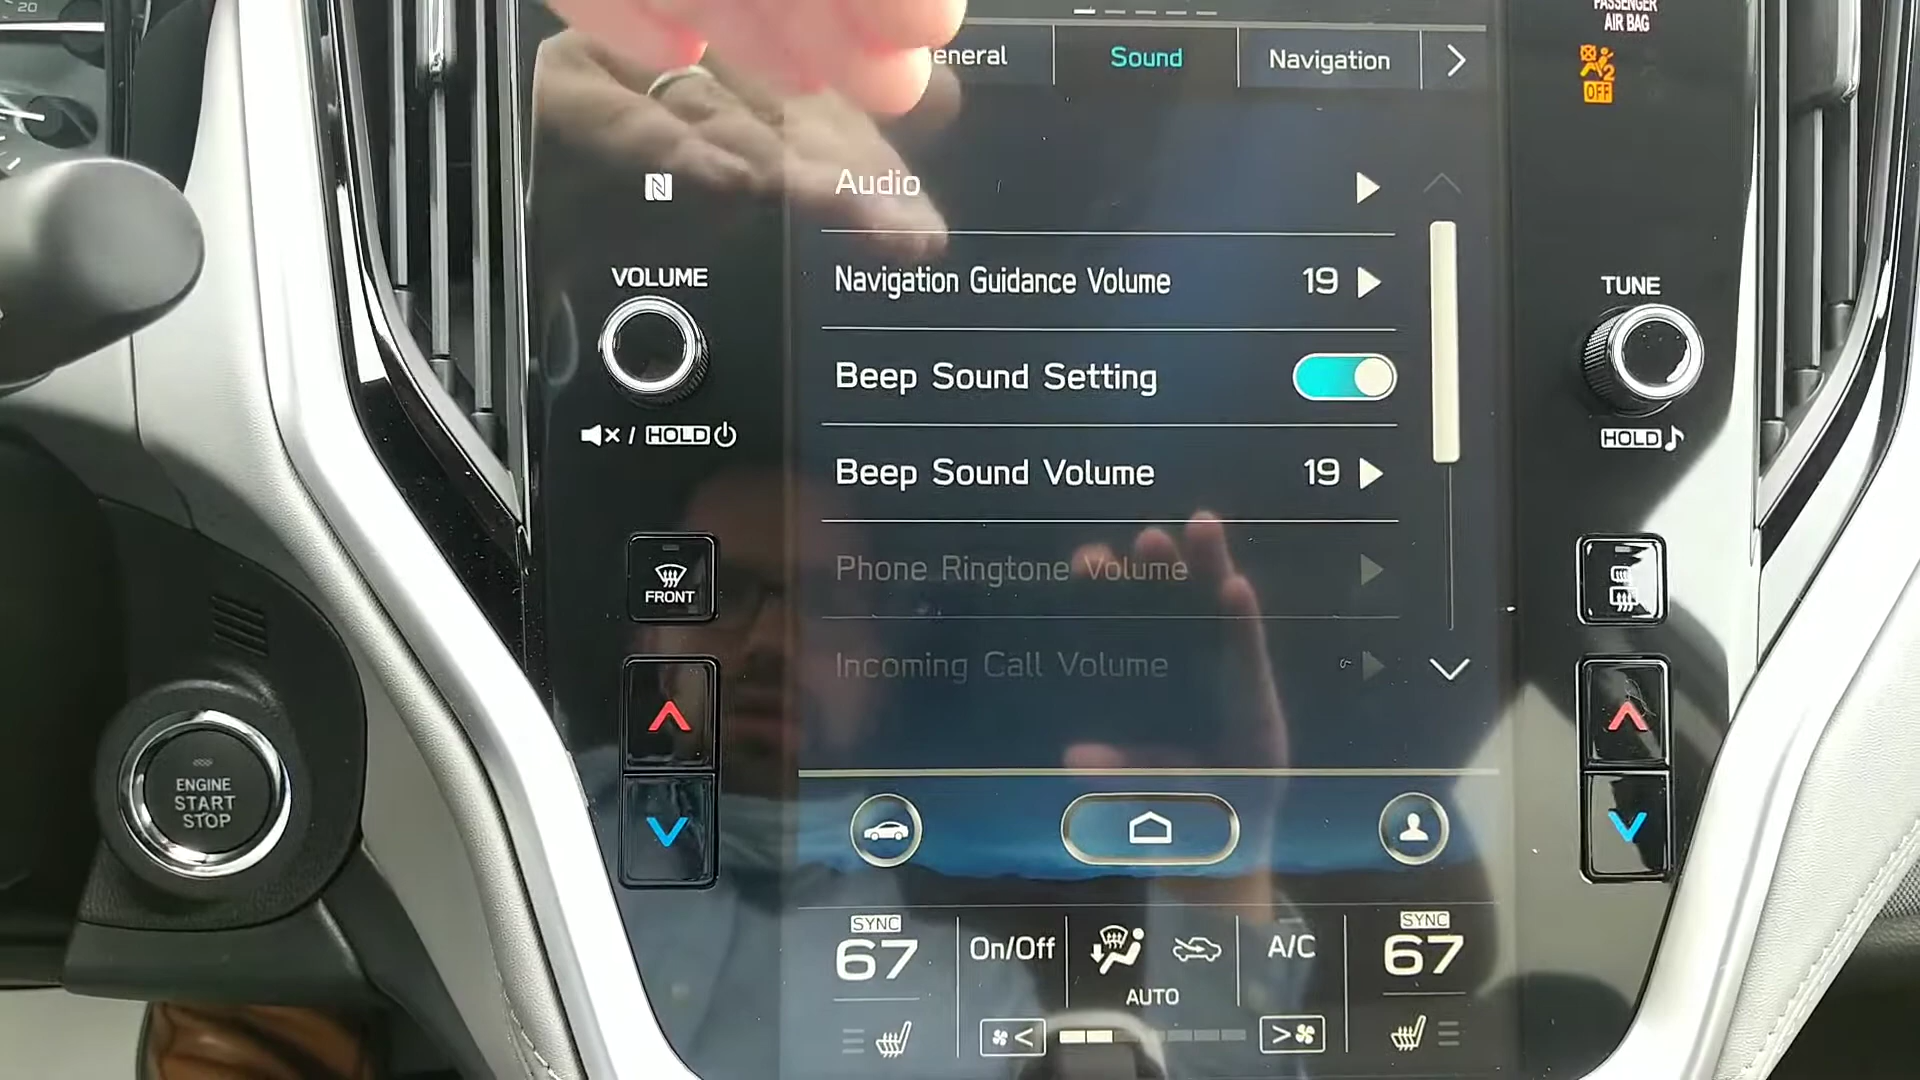 20
PASSENGER
AIR BAG
2
OFF
Sound
Navigation
Audio
VOLUME
Navigation Guidance Volume 19
TUNE
Beep Sound Setting
/ HOLD
HOLD
Beep Sound Volume 19
Phone Ringtone Volume
FRONT
Incoming Call Volume
ENGINE
START
STOP
SYNC
67
On/Off
A/C
SYNC
67
AUTO